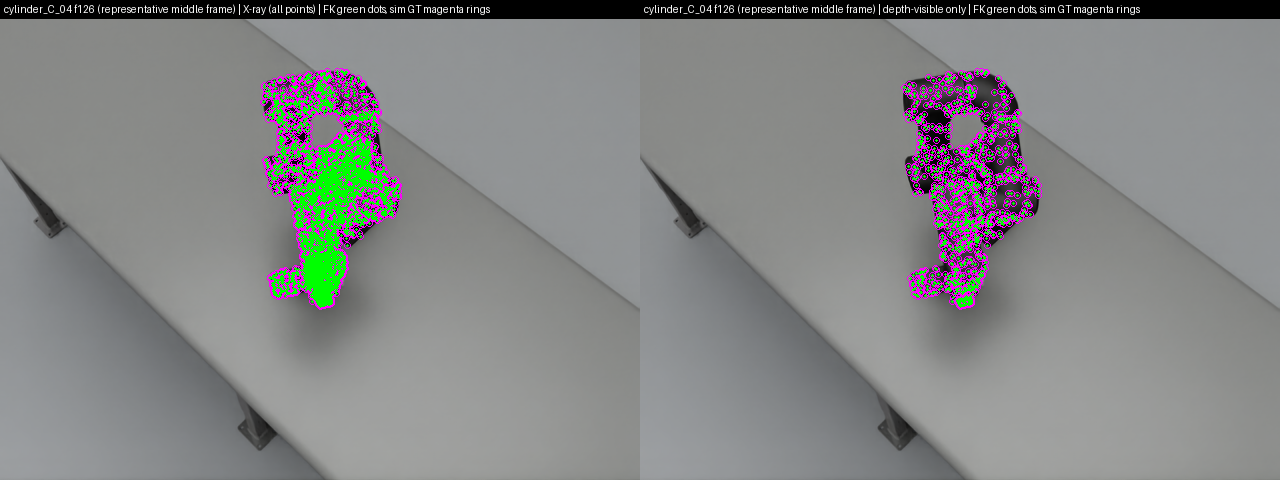 cylinder_C_04 f126 (representative middle frame) | X-ray (all points) | FK green dots, sim GT magenta rings
cylinder_C_04 f126 (representative middle frame) | depth-visible only | FK green dots, sim GT magenta rings